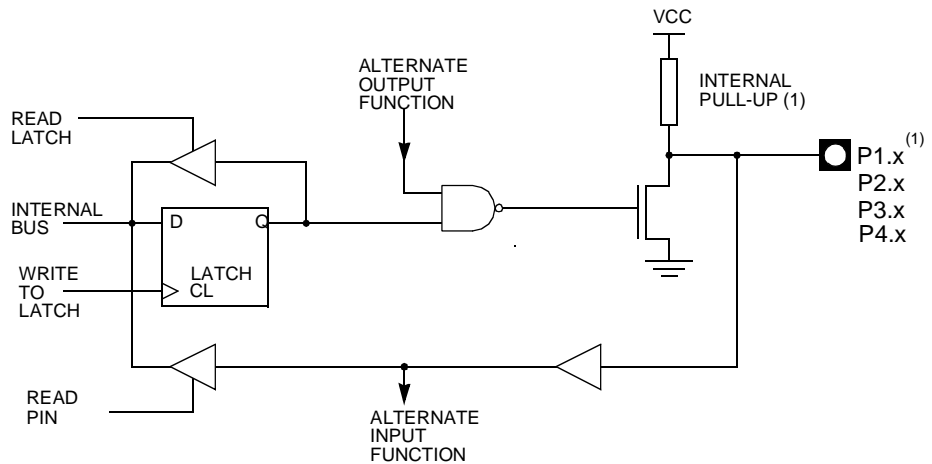 VCC
ALTERNATE
OUTPUT
FUNCTION
INTERNAL
PULL-UP (1)
READ
LATCH
P1.x(1)
P2.x
P3.x
P4.x
INTERNAL
BUS
D
Q
LATCH
CL
WRITE
TO
LATCH
READ
PIN
ALTERNATE
INPUT
FUNCTION